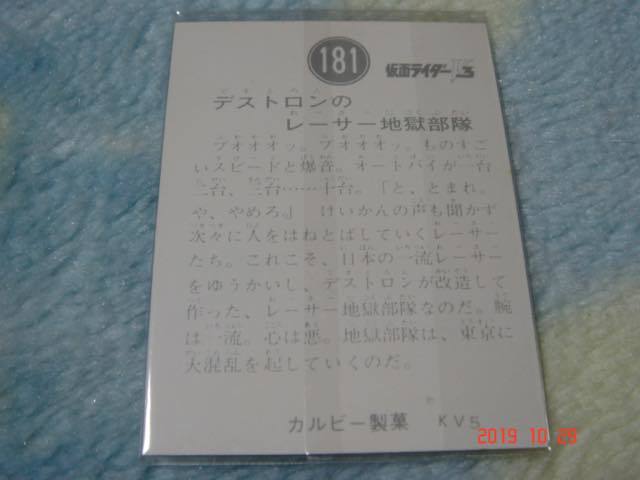 181 仮面ライダーV3
デストロンの
レーサー地獄部隊
ブオオオッ。ブオオオッ。ものすご
いスピードと爆音。オートバイが一台
二台、三台……十台。「と、とまれ。
や、やめろ。」 けいかんの声も聞かず
次々に人をはねとばしていくレーサー
たち。これこそ、日本の一流レーサー
をゆうかいし、デストロンが改造して
作った、レーサー地獄部隊なのだ。腕
は一流。心は悪。地獄部隊は、東京に
大混乱を起していくのだ。
カルビー製菓 KV5
2019 10 29